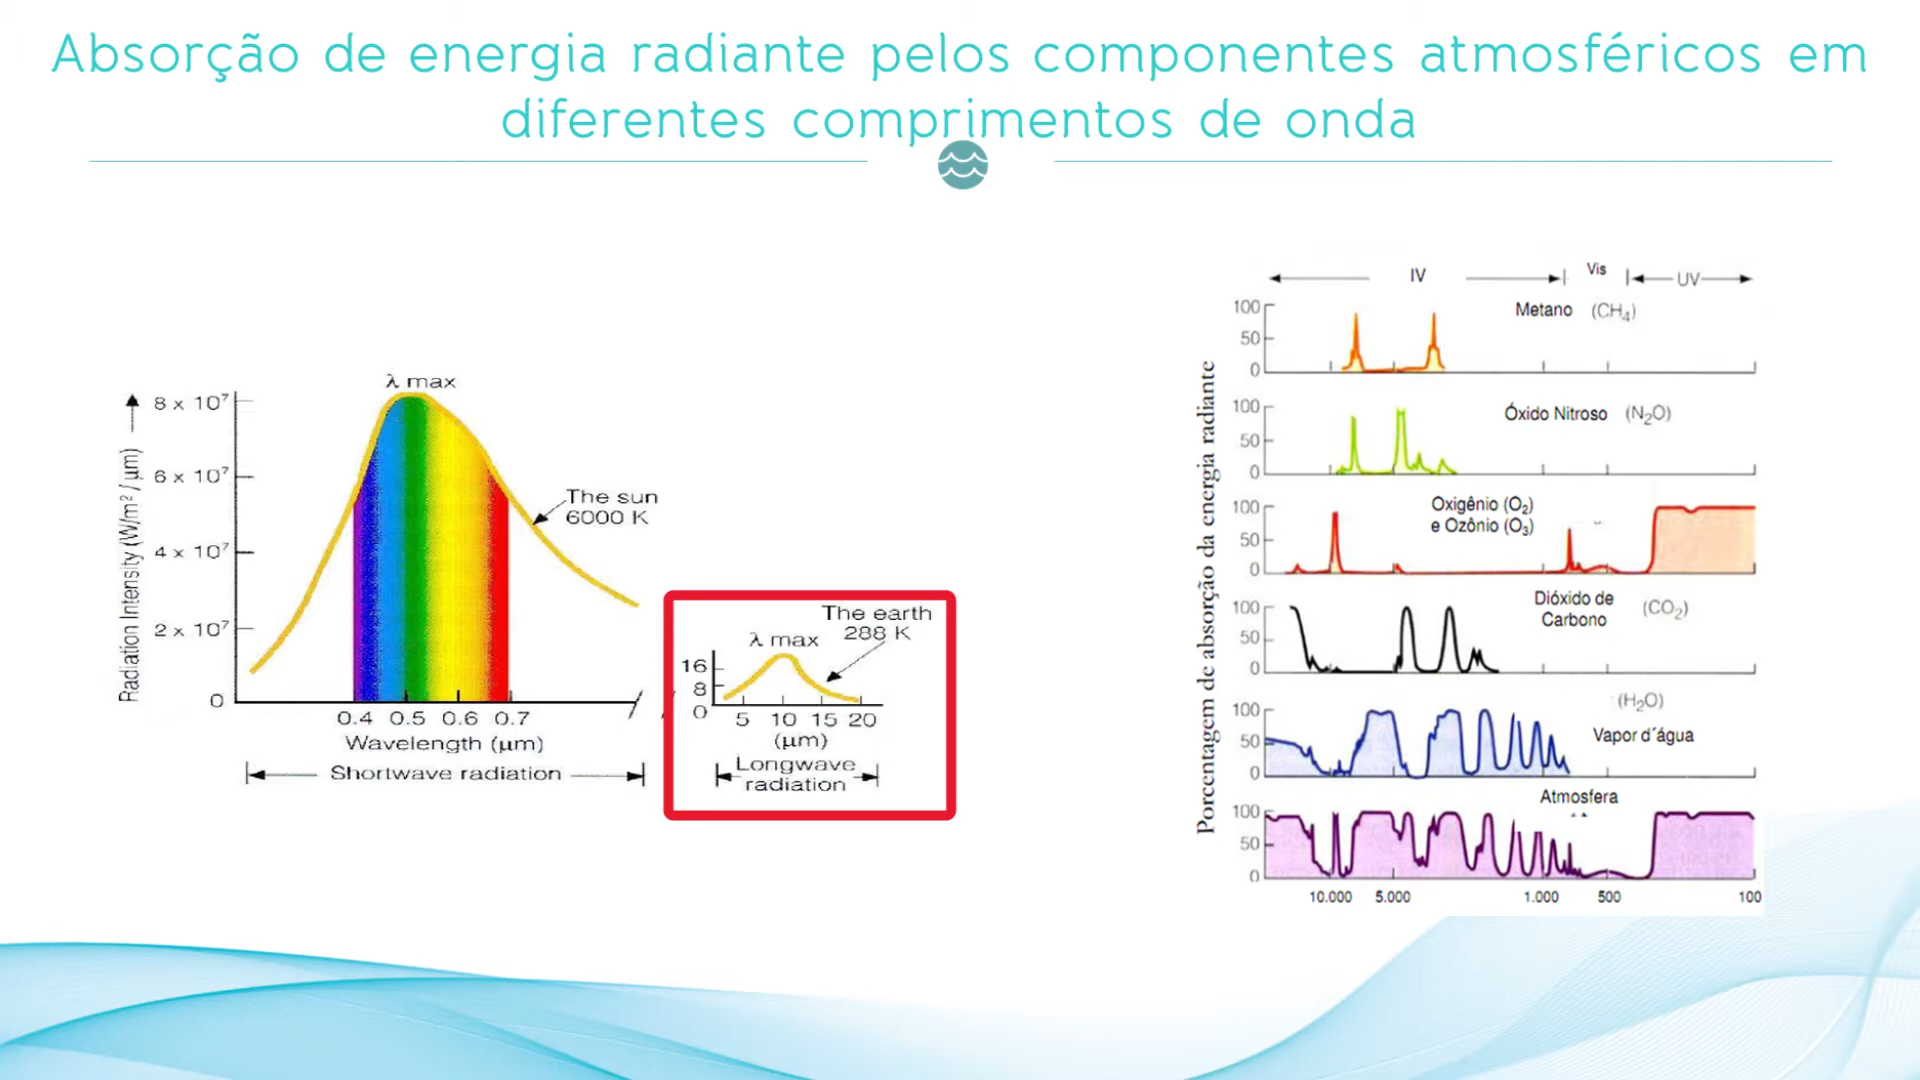 Absorção de energia radiante pelos componentes atmosféricos em
diferentes comprimentos de onda
λ max
Radiation Intensity (W/m² / μm)
8 x 10⁷
6 x 10⁷
4 x 10⁷
2 x 10⁷
0
The sun
6000 K
0.4 0.5 0.6 0.7
Wavelength (μm)
Shortwave radiation
The earth
288 K
λ max
16
8
0
5 10 15 20
(μm)
Longwave
radiation
Porcentagem de absorção da energia radiante
IV Vis UV
100
50
0
Metano (CH₄)
100
50
0
Óxido Nitroso (N₂O)
100
50
0
Oxigênio (O₂)
e Ozônio (O₃)
100
50
0
Dióxido de
Carbono (CO₂)
100
50
0
(H₂O)
Vapor d´água
100
50
0
Atmosfera
10.000 5.000 1.000 500 100